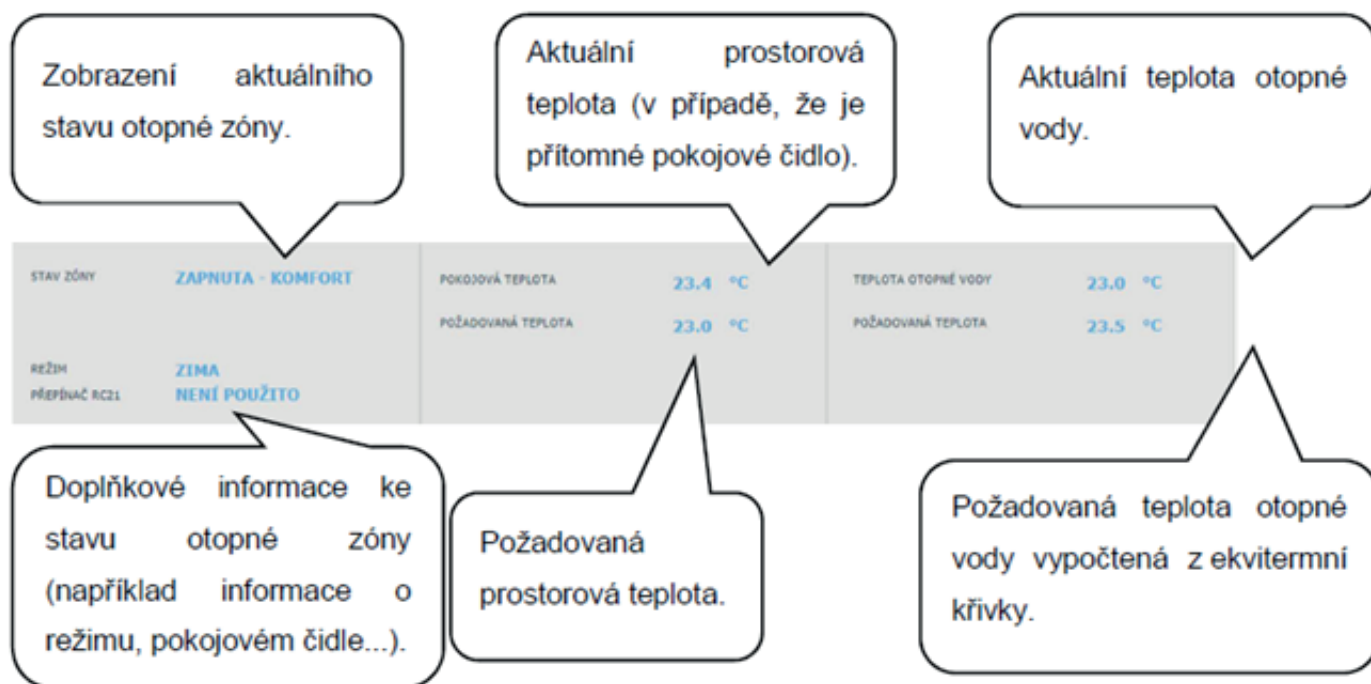 Zobrazení aktuálního
stavu otopné zóny.
Aktuální prostorová
teplota (v případě, že je
přítomné pokojové čidlo).
Aktuální teplota otopné
vody.
STAV ZÓNY ZAPNUTA - KOMFORT
POKOJOVÁ TEPLOTA 23.4 °C
TEPLOTA OTOPNÉ VODY 23.0 °C
POŽADOVANÁ TEPLOTA 23.0 °C
POŽADOVANÁ TEPLOTA 23.5 °C
REŽIM ZIMA
PŘEPÍNAČ RC21 NENÍ POUŽITO
Doplňkové informace ke
stavu otopné zóny
(například informace o
režimu, pokojovém čidle...).
Požadovaná
prostorová teplota.
Požadovaná teplota otopné
vody vypočtená z ekvitermní
křivky.